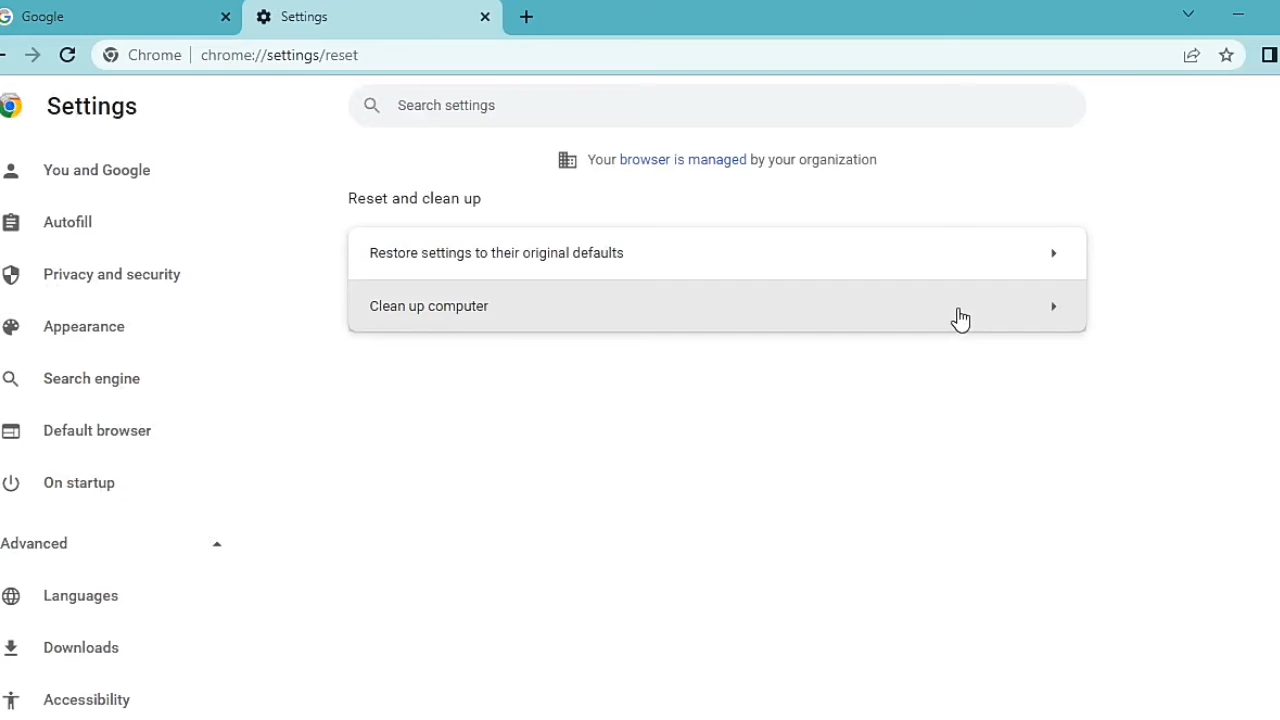 Google
Settings
Chrome
chrome://settings/reset
Settings
Search settings
Your browser is managed by your organization
You and Google
Reset and clean up
Autofill
Restore settings to their original defaults
Privacy and security
Clean up computer
Appearance
Search engine
Default browser
On startup
Advanced
Languages
Downloads
Accessibility